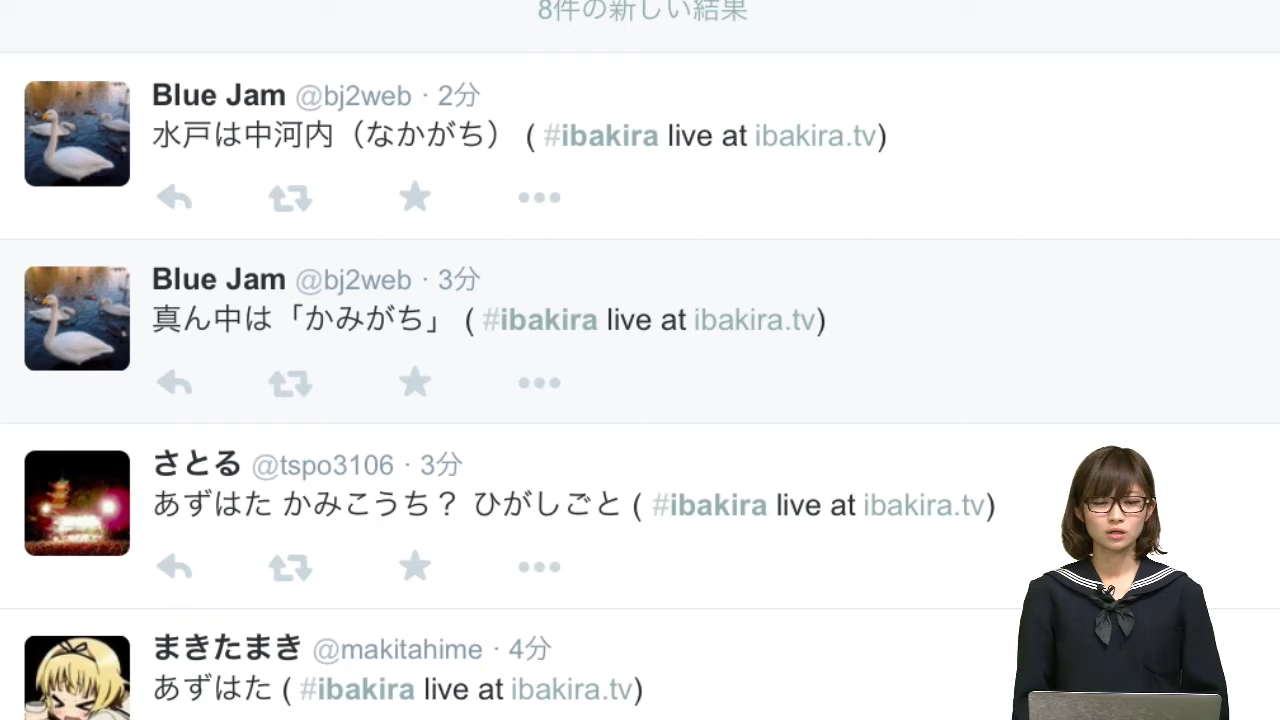 8件の新しい結果
Blue Jam @bj2web · 2分
水戸は中河内（なかがち） ( #ibakira live at ibakira.tv)
Blue Jam @bj2web · 3分
真ん中は「かみがち」 ( #ibakira live at ibakira.tv)
さとる @tspo3106 · 3分
あずはた かみこうち？ ひがしごと ( #ibakira live at ibakira.tv)
まきたまき @makitahime · 4分
あずはた ( #ibakira live at ibakira.tv)